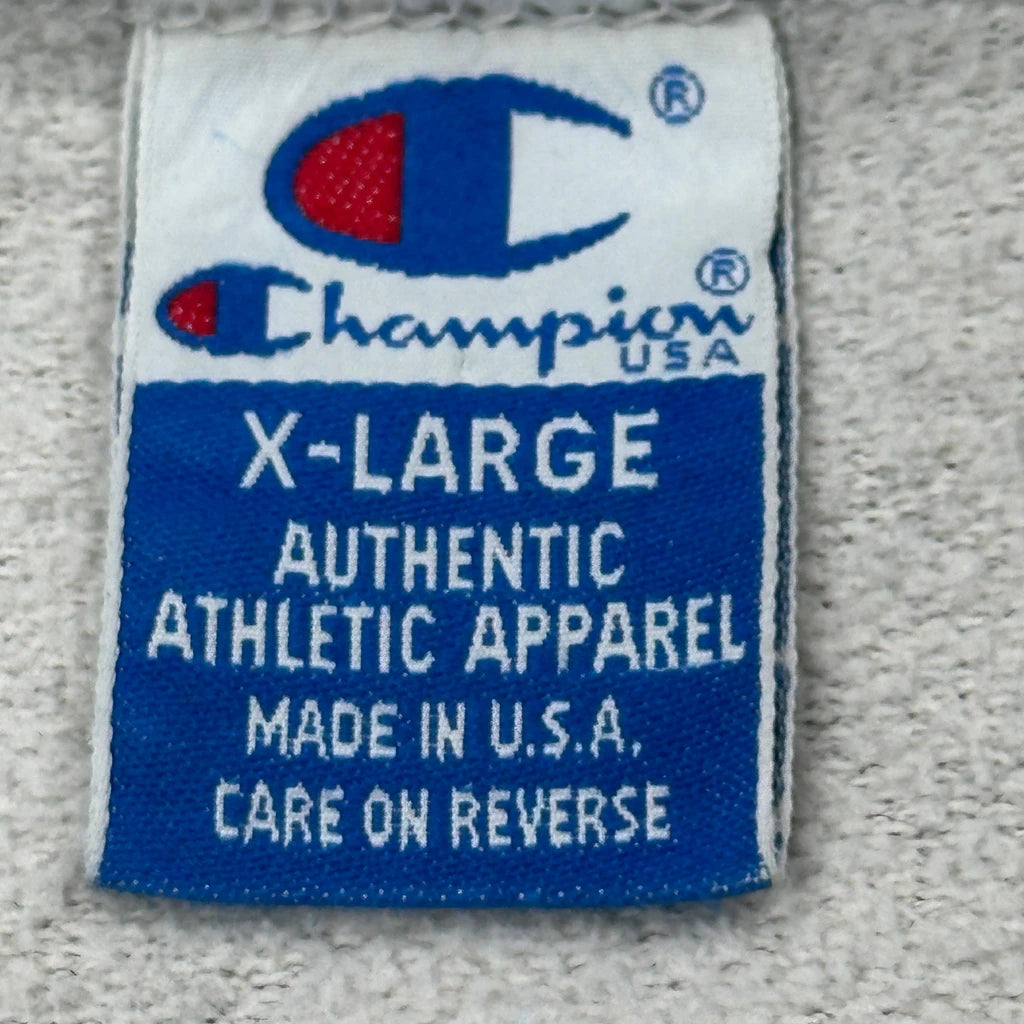 ®
Champion ®
USA
X-LARGE
AUTHENTIC
ATHLETIC APPAREL
MADE IN U.S.A.
CARE ON REVERSE